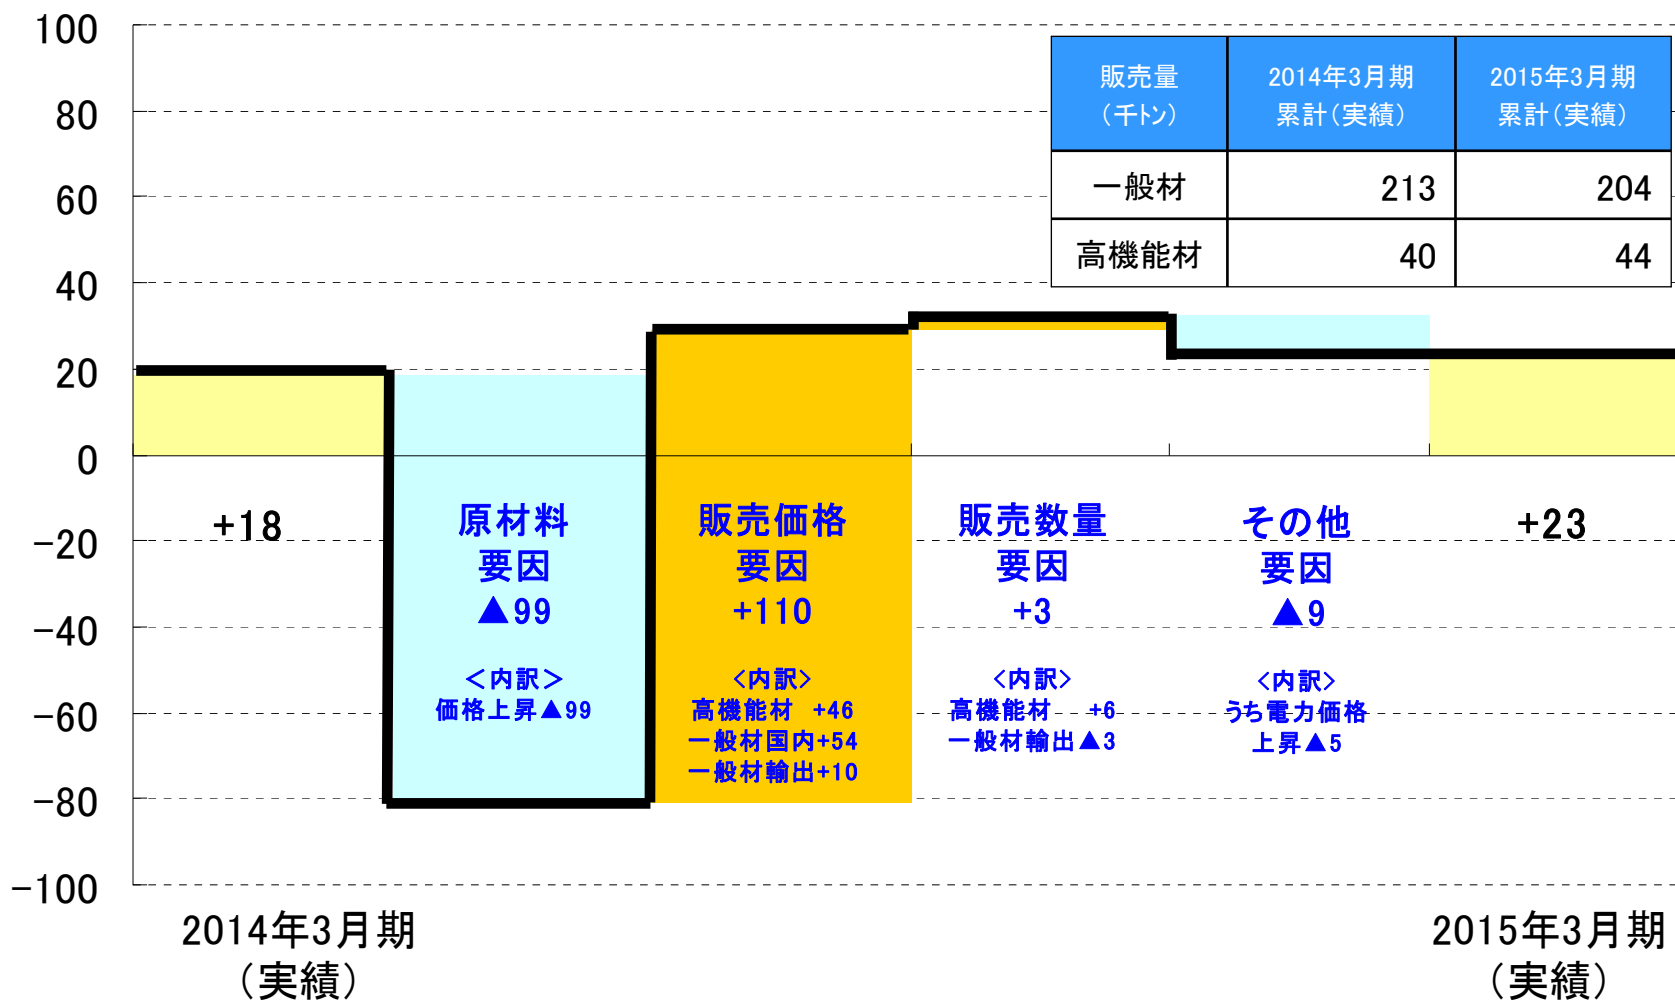 100
80
60
40
20
0
−20
−40
−60
−80
−100
販売量
（千トン）
2014年3月期
累計（実績）
2015年3月期
累計（実績）
一般材
213
204
高機能材
40
44
+18
原材料
要因
▲99
＜内訳＞
価格上昇▲99
販売価格
要因
+110
〈内訳〉
高機能材 +46
一般材国内+54
一般材輸出+10
販売数量
要因
+3
〈内訳〉
高機能材 +6
一般材輸出▲3
その他
要因
▲9
〈内訳〉
うち電力価格
上昇▲5
+23
2014年3月期
（実績）
2015年3月期
（実績）